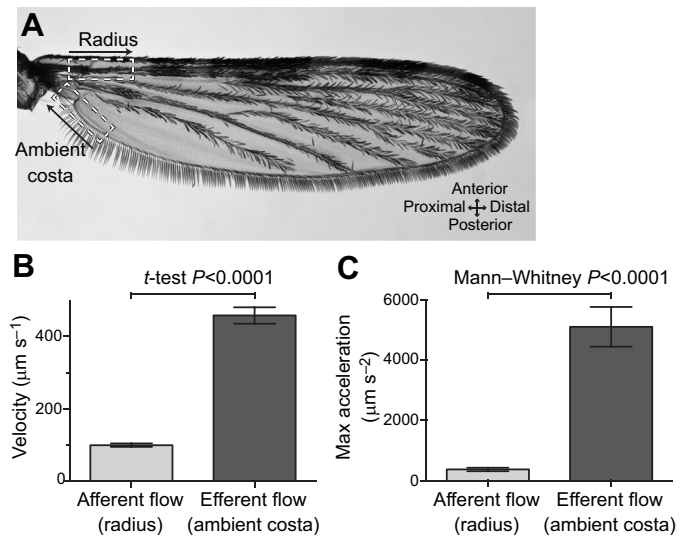 A
Radius
Ambient
costa
Anterior
Proximal Distal
Posterior
B
t-test P<0.0001
Velocity (μm s−1)
400
200
0
Afferent flow
(radius)
Efferent flow
(ambient costa)
C
Mann–Whitney P<0.0001
Max acceleration
(μm s−2)
6000
4000
2000
0
Afferent flow
(radius)
Efferent flow
(ambient costa)